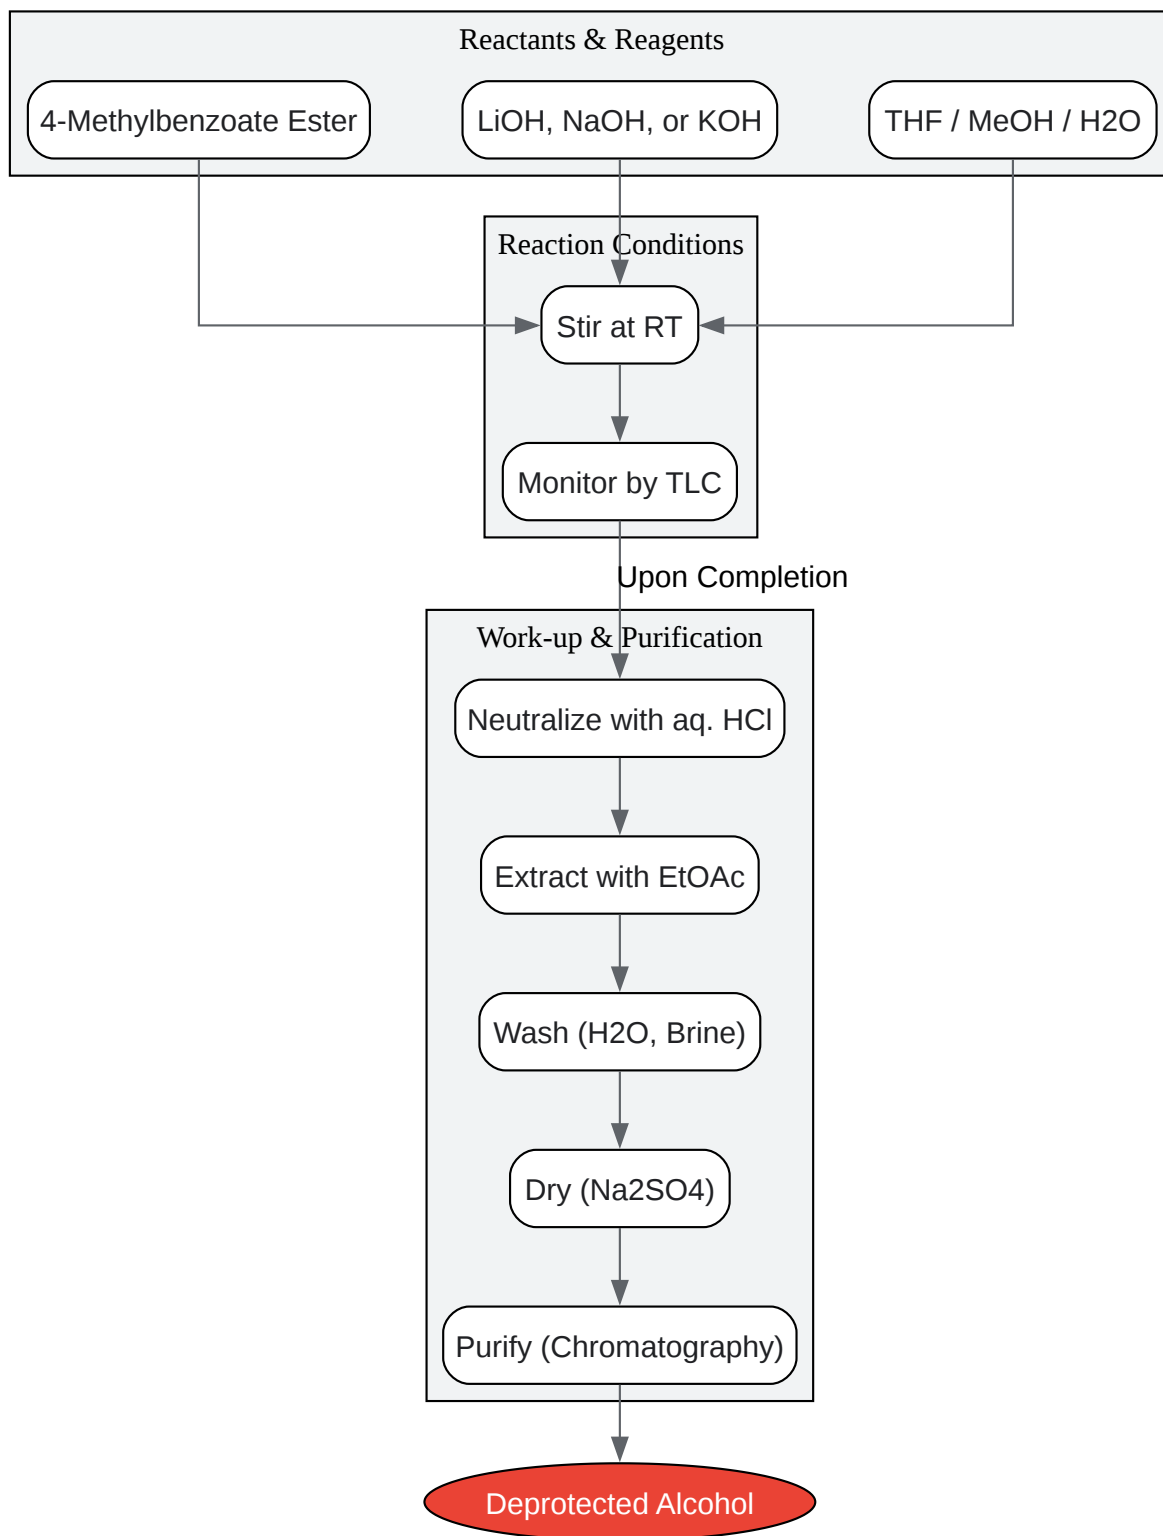 Reactants & Reagents
4-Methylbenzoate Ester
LiOH, NaOH, or KOH
THF / MeOH / H2O
Reaction Conditions
Stir at RT
Monitor by TLC
Upon Completion
Work-up & Purification
Neutralize with aq. HCl
Extract with EtOAc
Wash (H2O, Brine)
Dry (Na2SO4)
Purify (Chromatography)
Deprotected Alcohol